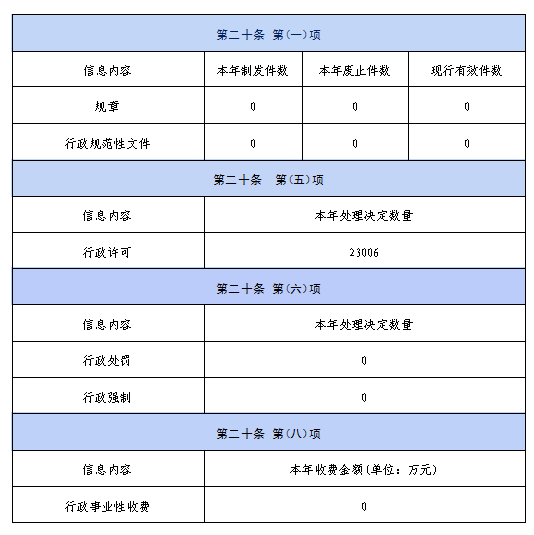 第二十条 第(一)项
信息内容 本年制发件数 本年废止件数 现行有效件数
规章 0 0 0
行政规范性文件 0 0 0
第二十条 第(五)项
信息内容 本年处理决定数量
行政许可 23006
第二十条 第(六)项
信息内容 本年处理决定数量
行政处罚 0
行政强制 0
第二十条 第(八)项
信息内容 本年收费金额(单位：万元)
行政事业性收费 0